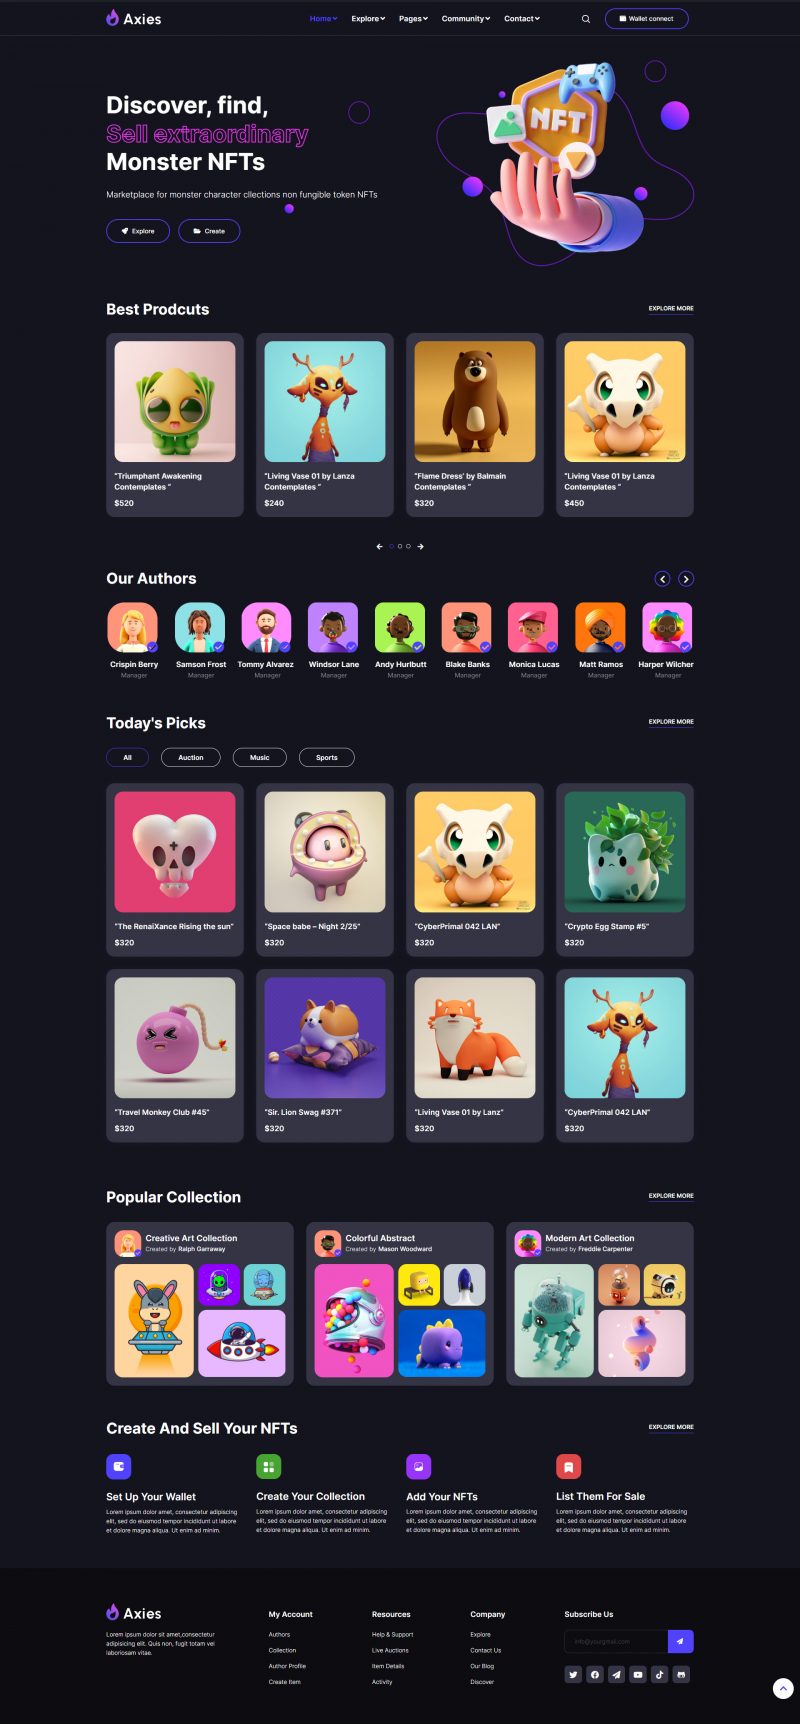 Axies
Home
Explore
Pages
Community
Contact
Wallet connect
Discover, find,
Sell extraordinary
Monster NFTs
Marketplace for monster character cllections non fungible token NFTs
Explore
Create
NFT
Best Prodcuts
EXPLORE MORE
"Triumphant Awakening
Contemplates "
$520
"Living Vase 01 by Lanza
Contemplates "
$240
"Flame Dress' by Balmain
Contemplates "
$320
"Living Vase 01 by Lanza
Contemplates "
$450
Our Authors
Crispin Berry
Manager
Samson Frost
Manager
Tommy Alvarez
Manager
Windsor Lane
Manager
Andy Hurlbutt
Manager
Blake Banks
Manager
Monica Lucas
Manager
Matt Ramos
Manager
Harper Wilcher
Manager
Today's Picks
EXPLORE MORE
All
Auction
Music
Sports
"The RenaiXance Rising the sun"
$320
"Space babe – Night 2/25"
$320
"CyberPrimal 042 LAN"
$320
"Crypto Egg Stamp #5"
$320
"Travel Monkey Club #45"
$320
"Sir. Lion Swag #371"
$320
"Living Vase 01 by Lanz"
$320
"CyberPrimal 042 LAN"
$320
Popular Collection
EXPLORE MORE
Creative Art Collection
Created by Ralph Garraway
Colorful Abstract
Created by Mason Woodward
Modern Art Collection
Created by Freddie Carpenter
Create And Sell Your NFTs
EXPLORE MORE
Set Up Your Wallet
Lorem ipsum dolor amet, consectetur adipiscing
elit, sed do eiusmod tempor incididunt ut labore
et dolore magna aliqua. Ut enim ad minim.
Create Your Collection
Lorem ipsum dolor amet, consectetur adipiscing
elit, sed do eiusmod tempor incididunt ut labore
et dolore magna aliqua. Ut enim ad minim.
Add Your NFTs
Lorem ipsum dolor amet, consectetur adipiscing
elit, sed do eiusmod tempor incididunt ut labore
et dolore magna aliqua. Ut enim ad minim.
List Them For Sale
Lorem ipsum dolor amet, consectetur adipiscing
elit, sed do eiusmod tempor incididunt ut labore
et dolore magna aliqua. Ut enim ad minim.
Axies
Lorem ipsum dolor sit amet,consectetur
adipisicing elit. Quis non, fugit totam vel
laboriosam vitae.
My Account
Authors
Collection
Author Profile
Create Item
Resources
Help & Support
Live Auctions
Item Details
Activity
Company
Explore
Contact Us
Our Blog
Discover
Subscribe Us
info@yourgmail.com